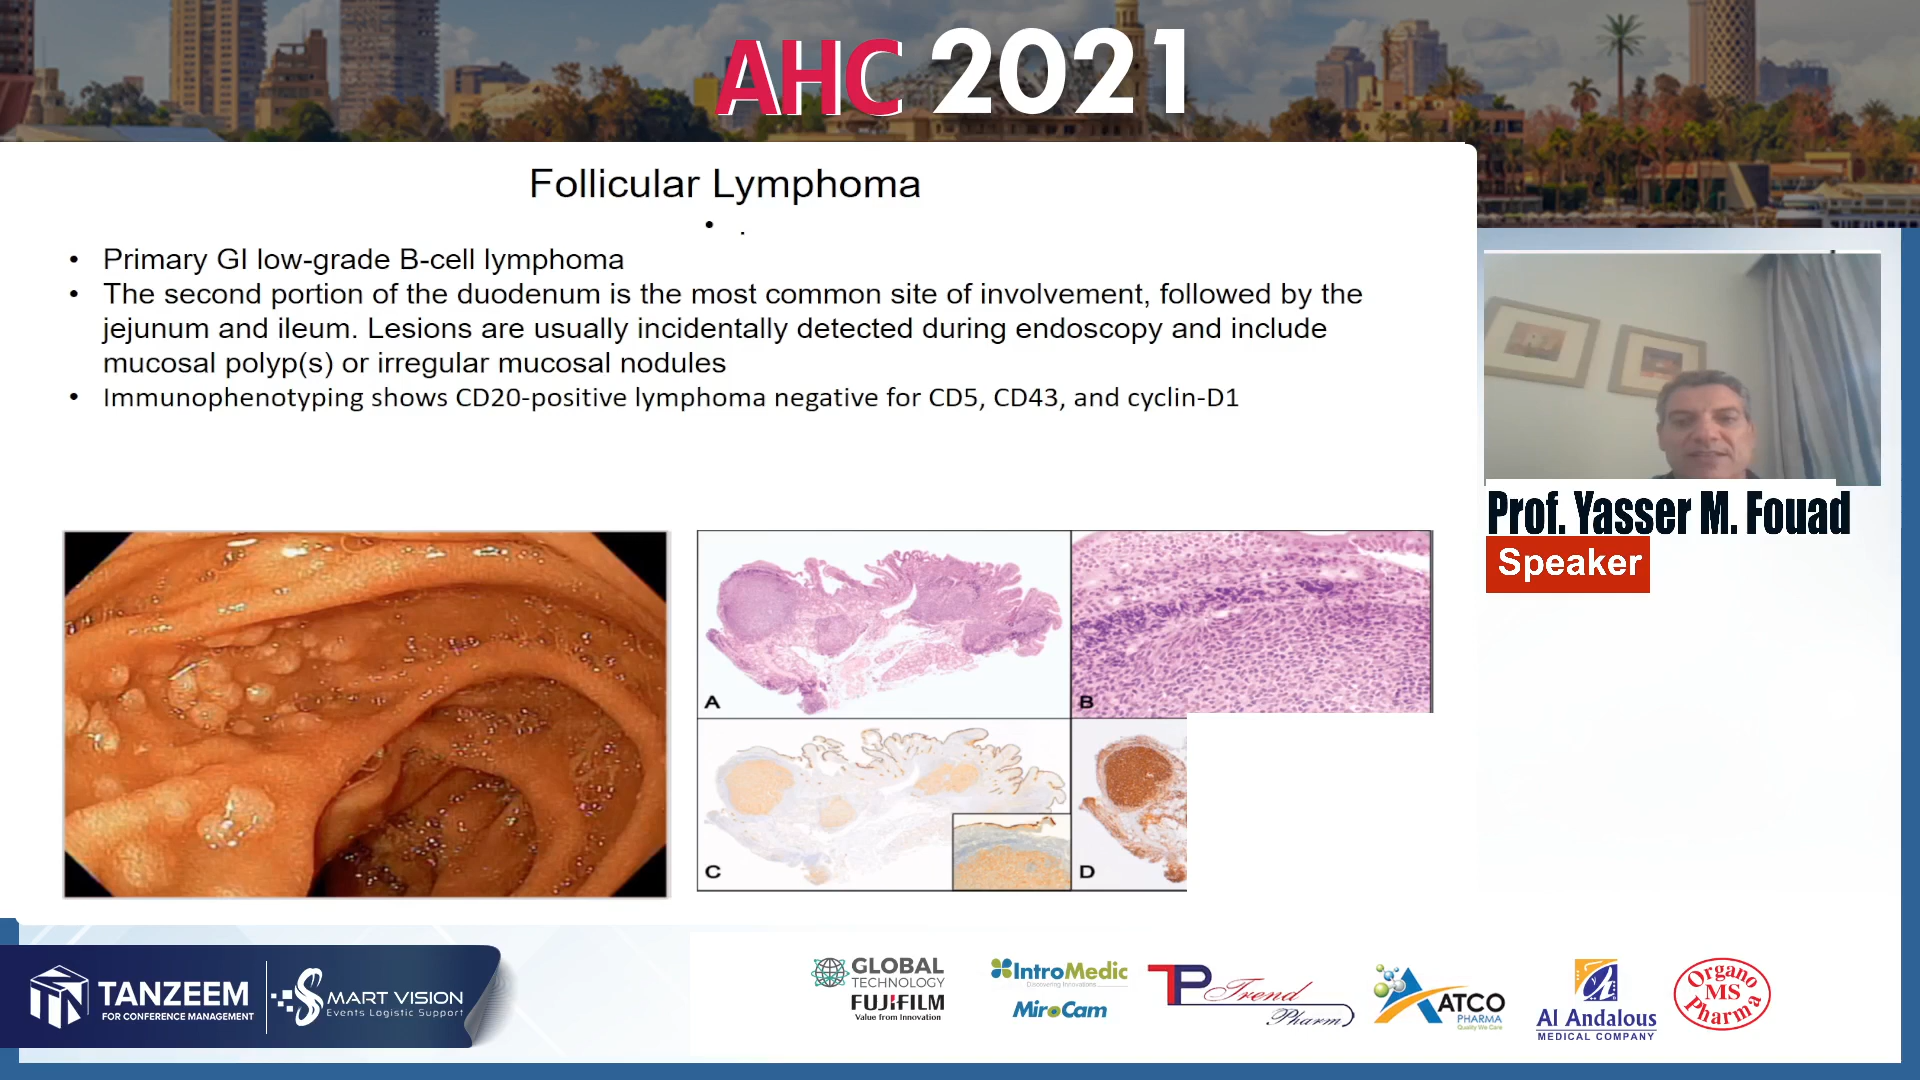 AHC 2021
Follicular Lymphoma
• .
• Primary GI low-grade B-cell lymphoma
• The second portion of the duodenum is the most common site of involvement, followed by the
jejunum and ileum. Lesions are usually incidentally detected during endoscopy and include
mucosal polyp(s) or irregular mucosal nodules
• Immunophenotyping shows CD20-positive lymphoma negative for CD5, CD43, and cyclin-D1
A
B
C
D
Prof. Yasser M. Fouad
Speaker
TANZEEM
FOR CONFERENCE MANAGEMENT
SMART VISION
Events Logistic Support
GLOBAL
TECHNOLOGY
FUJIFILM
Value from Innovation
IntroMedic
Discovering Innovations
MiroCam
TP Trend
Pharm
ATCO
PHARMA
Quality We Care
Al Andalous
MEDICAL COMPANY
Organo
MS
Pharma